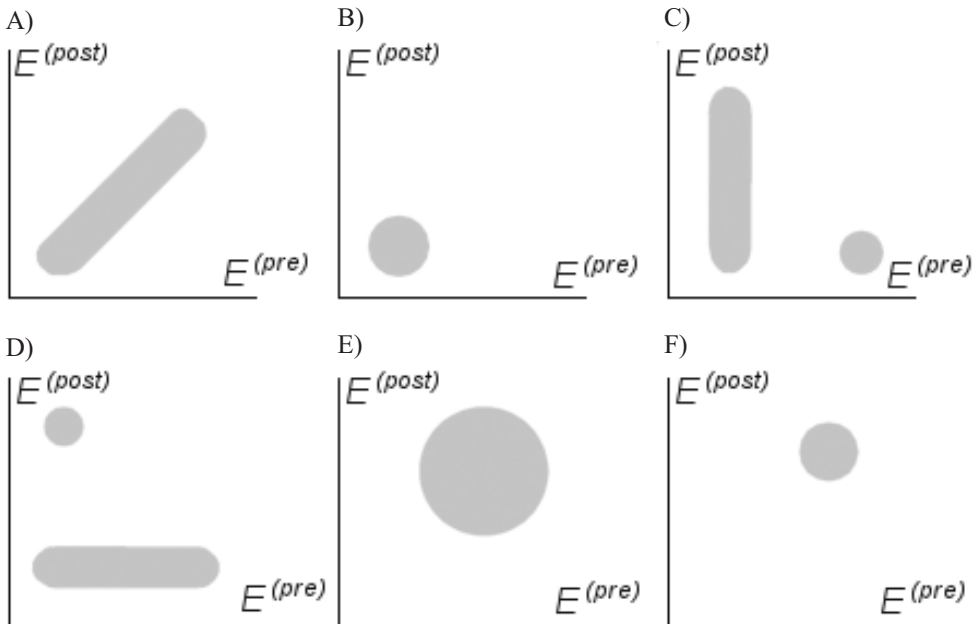 A) B) C)
E(post) E(post) E(post)
E(pre) E(pre) E(pre)
D) E) F)
E(post) E(post) E(post)
E(pre) E(pre) E(pre)